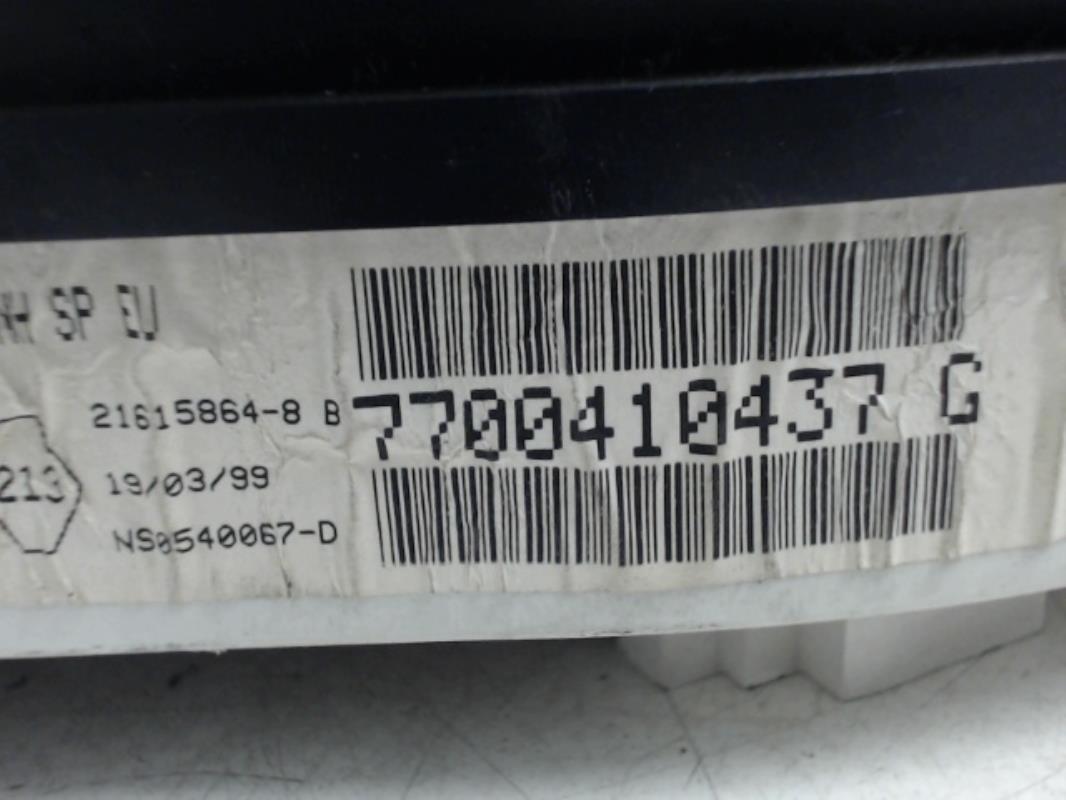 SP EU
21615864-8 B
7700410437 G
213
19/03/99
NS0540067-D